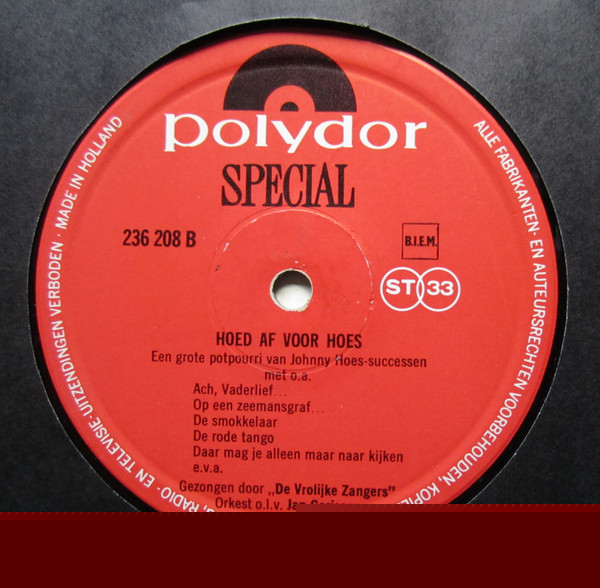 polydor
SPECIAL
236 208 B
B.I.E.M.
ST 33
HOED AF VOOR HOES
Een grote potpourri van Johnny Hoes-successen
met o.a.
Ach, Vaderlief...
Op een zeemansgraf...
De smokkelaar
De rode tango
Daar mag je alleen maar naar kijken
e.v.a.
Gezongen door „De Vrolijke Zangers"
Orkest o.l.v. Jan
ALLE FABRIKANTEN- EN AUTEURSRECHTEN VOORBEHOUDEN,
RADIO- EN TELEVISIE-UITZENDINGEN VERBODEN · MADE IN HOLLAND